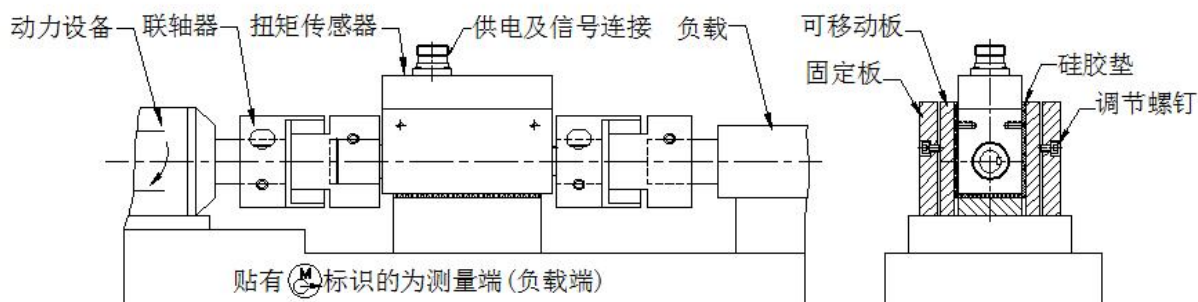 动力设备
联轴器
扭矩传感器
供电及信号连接
负载
可移动板
固定板
硅胶垫
调节螺钉
贴有M标识的为测量端(负载端)